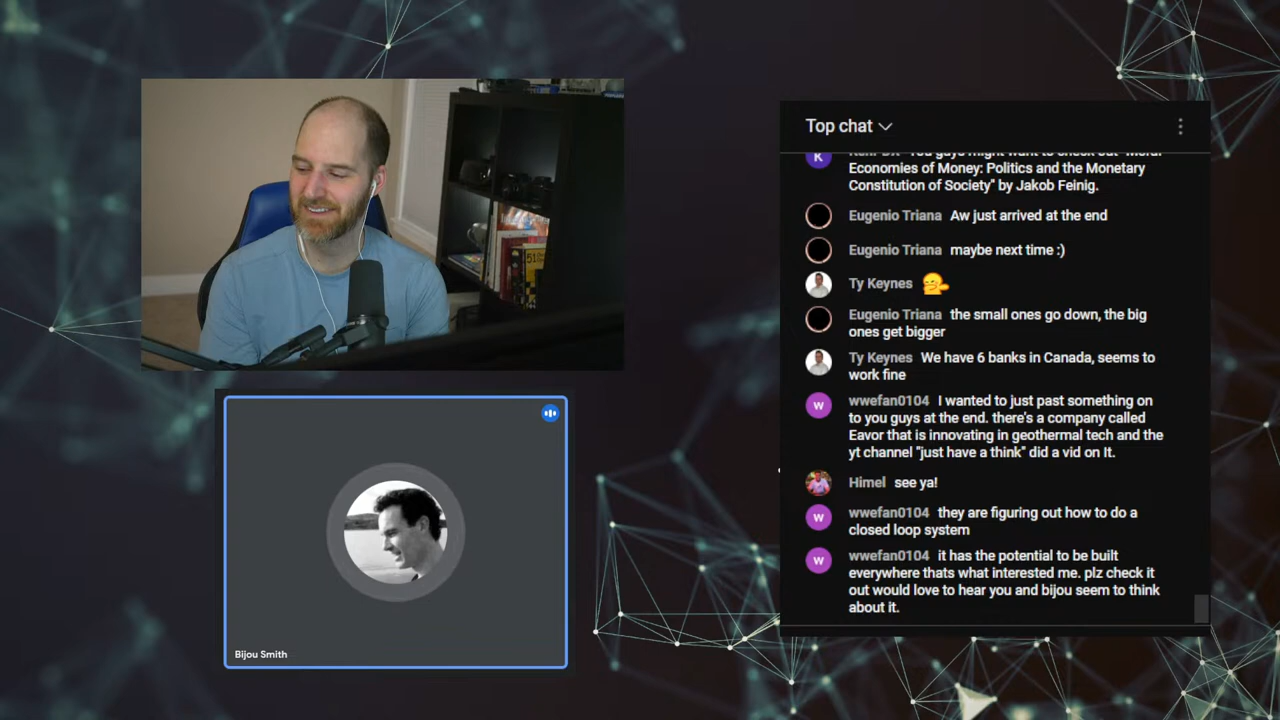 Top chat
Economies of Money: Politics and the Monetary
Constitution of Society" by Jakob Feinig.
Eugenio Triana Aw just arrived at the end
Eugenio Triana maybe next time :)
Ty Keynes
Eugenio Triana the small ones go down, the big
ones get bigger
Ty Keynes We have 6 banks in Canada, seems to
work fine
wwefan0104 I wanted to just past something on
to you guys at the end. there's a company called
Eavor that is innovating in geothermal tech and the
yt channel "just have a think" did a vid on It.
Himel see ya!
wwefan0104 they are figuring out how to do a
closed loop system
wwefan0104 it has the potential to be built
everywhere thats what interested me. plz check it
out would love to hear you and bijou seem to think
about it.
K
w
w
w
51
Bijou Smith